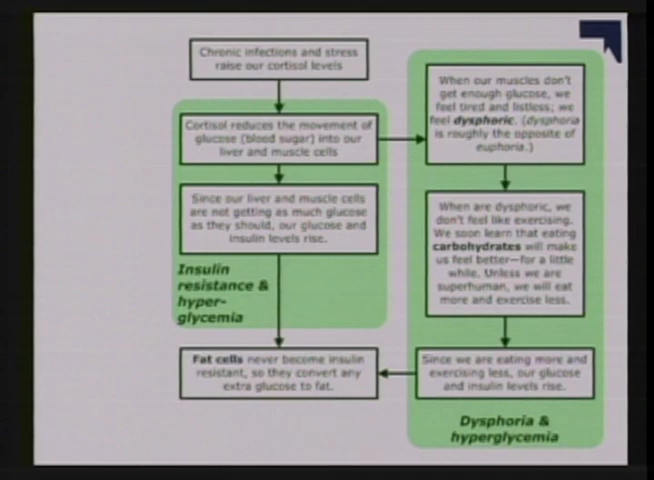 Chronic infections and stress
raise our cortisol levels
Cortisol reduces the movement of
glucose (blood sugar) into our
liver and muscle cells
Since our liver and muscle cells
are not getting as much glucose
as they should, our glucose and
insulin levels rise.
Insulin
resistance &
hyper-
glycemia
Fat cells never become insulin
resistant, so they convert any
extra glucose to fat.
When our muscles don't
get enough glucose, we
feel tired and listless; we
feel dysphoric. (dysphoria
is roughly the opposite of
euphoria.)
When are dysphoric, we
don't feel like exercising.
We soon learn that eating
carbohydrates will make
us feel better—for a little
while. Unless we are
superhuman, we will eat
more and exercise less.
Since we are eating more and
exercising less, our glucose
and insulin levels rise.
Dysphoria &
hyperglycemia